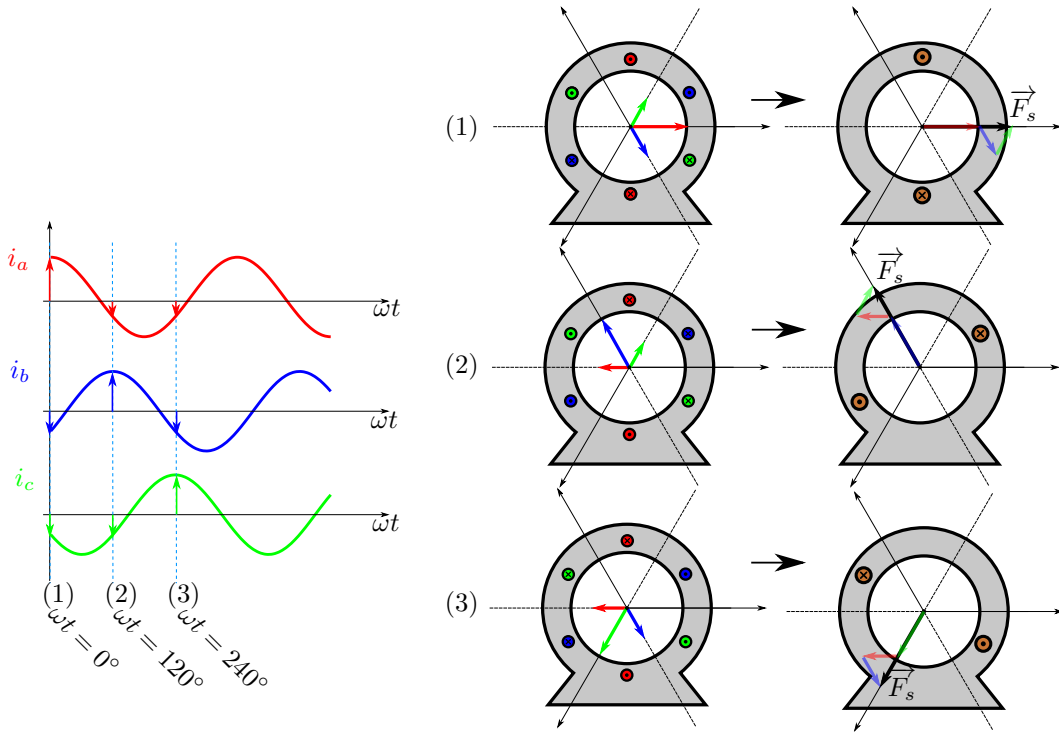 i_a
ωt
i_b
ωt
i_c
ωt
(1)
ωt = 0°
(2)
ωt = 120°
(3)
ωt = 240°
(1)
F_s
(2)
F_s
(3)
F_s